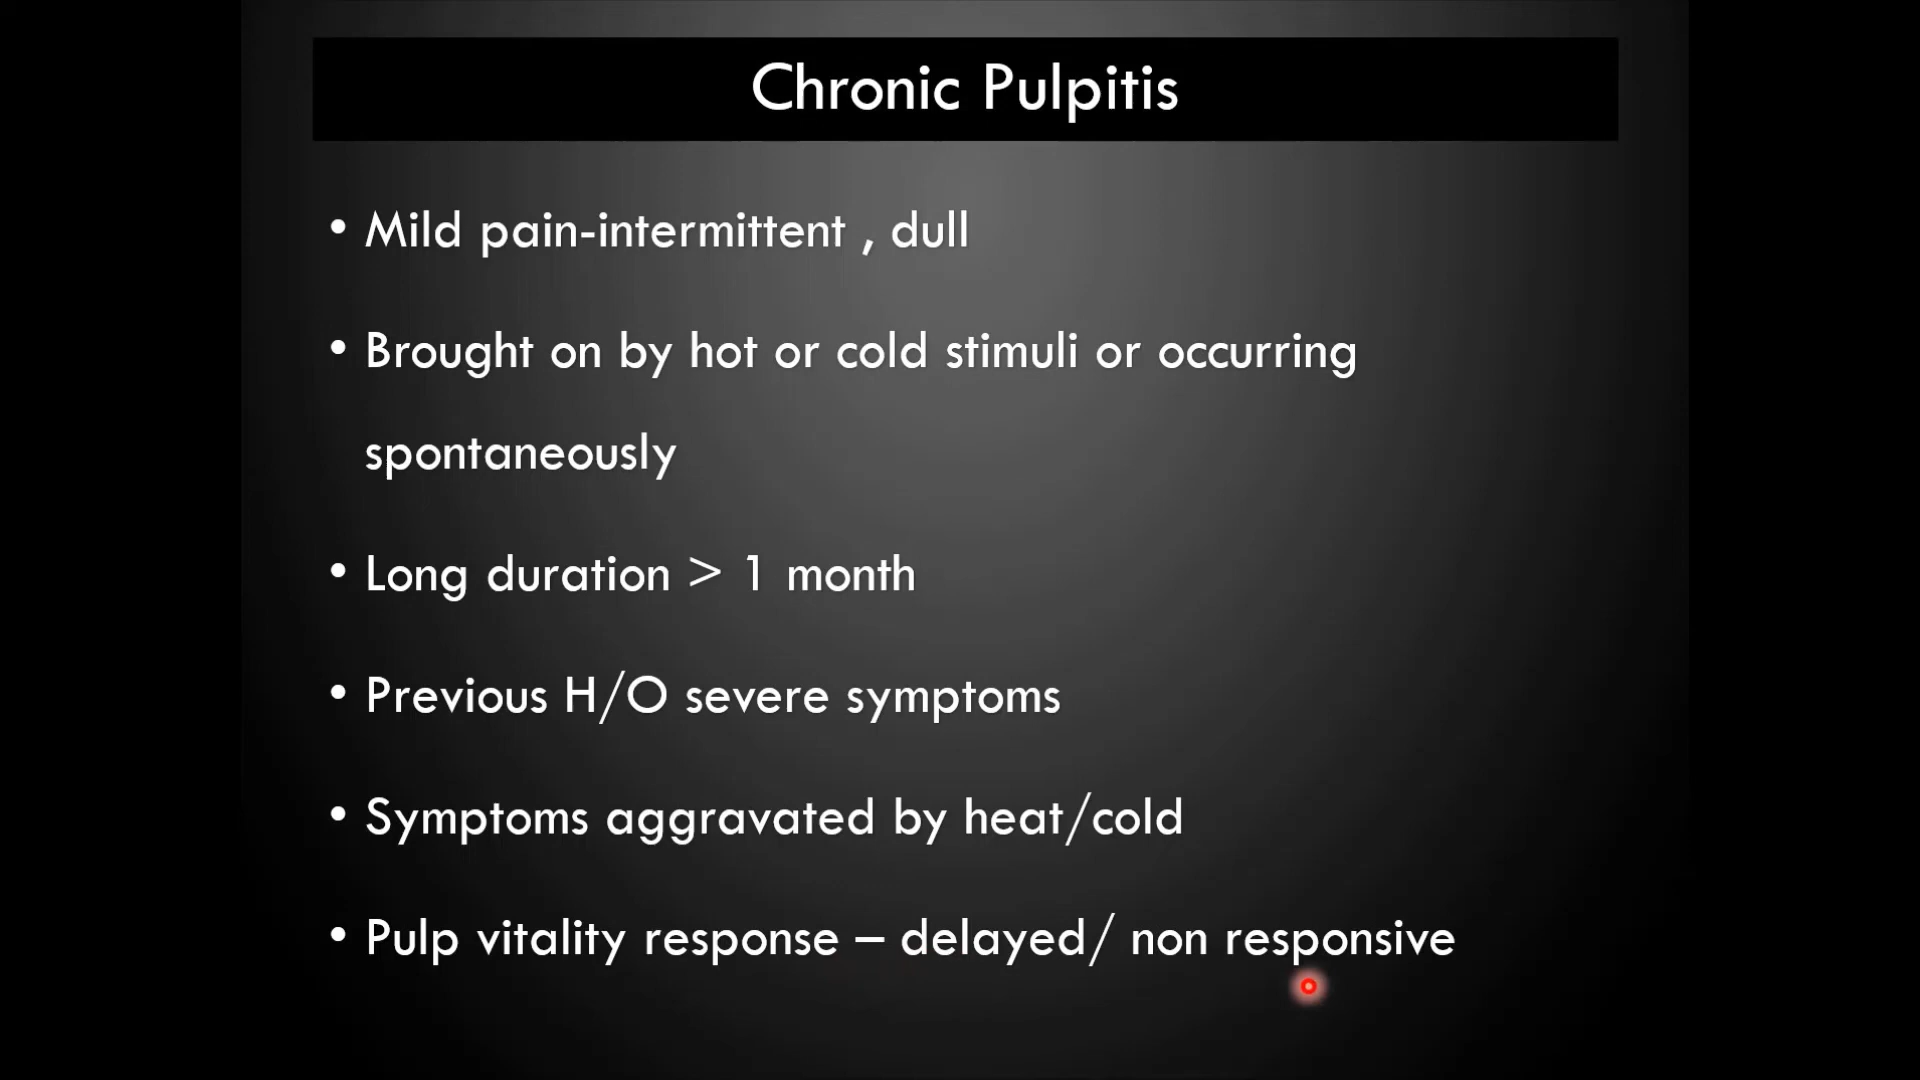 Chronic Pulpitis
• Mild pain-intermittent , dull
• Brought on by hot or cold stimuli or occurring
spontaneously
• Long duration > 1 month
• Previous H/O severe symptoms
• Symptoms aggravated by heat/cold
• Pulp vitality response – delayed/ non responsive